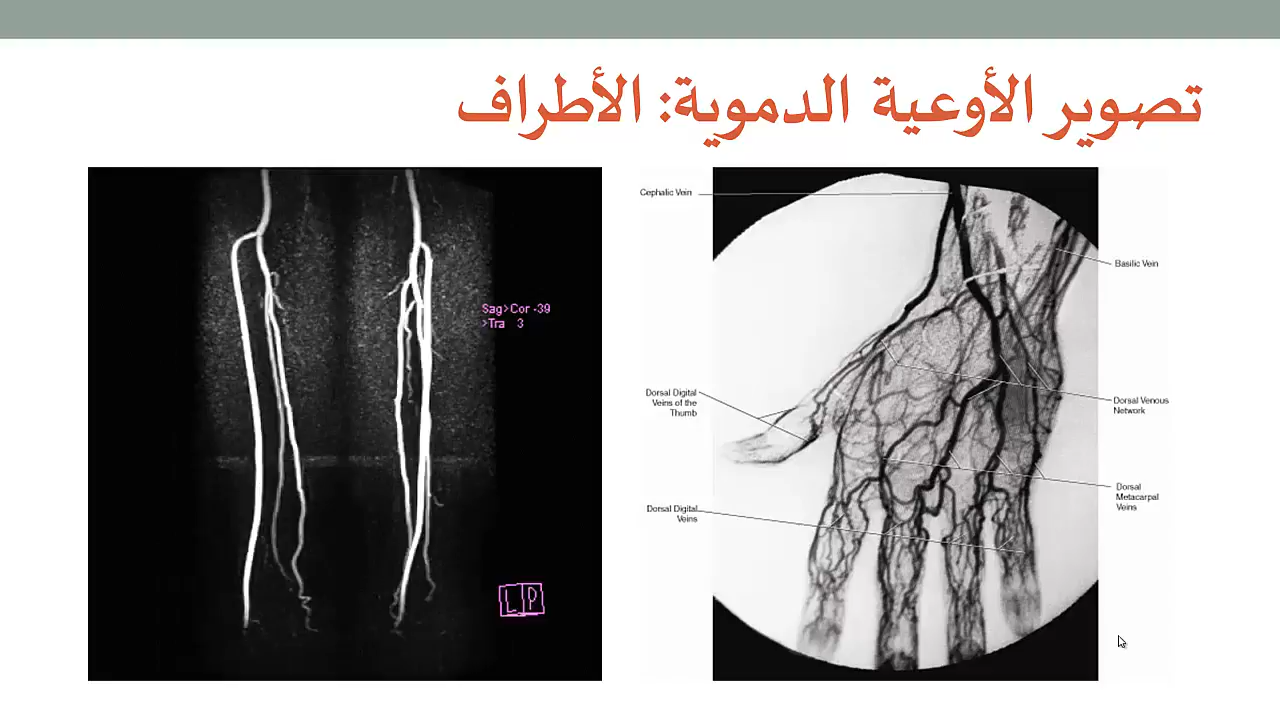 تصوير الأوعية الدموية: الأطراف
Sag>Cor -39
>Tra 3
LP
Cephalic Vein
Basilic Vein
Dorsal Digital
Veins of the
Thumb
Dorsal Venous
Network
Dorsal
Metacarpal
Veins
Dorsal Digital
Veins